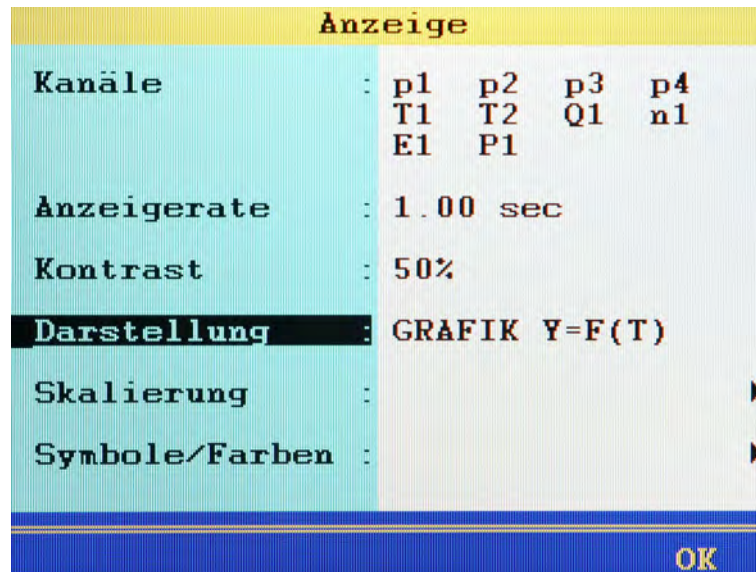 Anzeige
Kanäle : p1 p2 p3 p4
T1 T2 Q1 n1
E1 P1
Anzeigerate : 1.00 sec
Kontrast : 50%
Darstellung : GRAFIK Y=F(T)
Skalierung :
Symbole/Farben :
OK